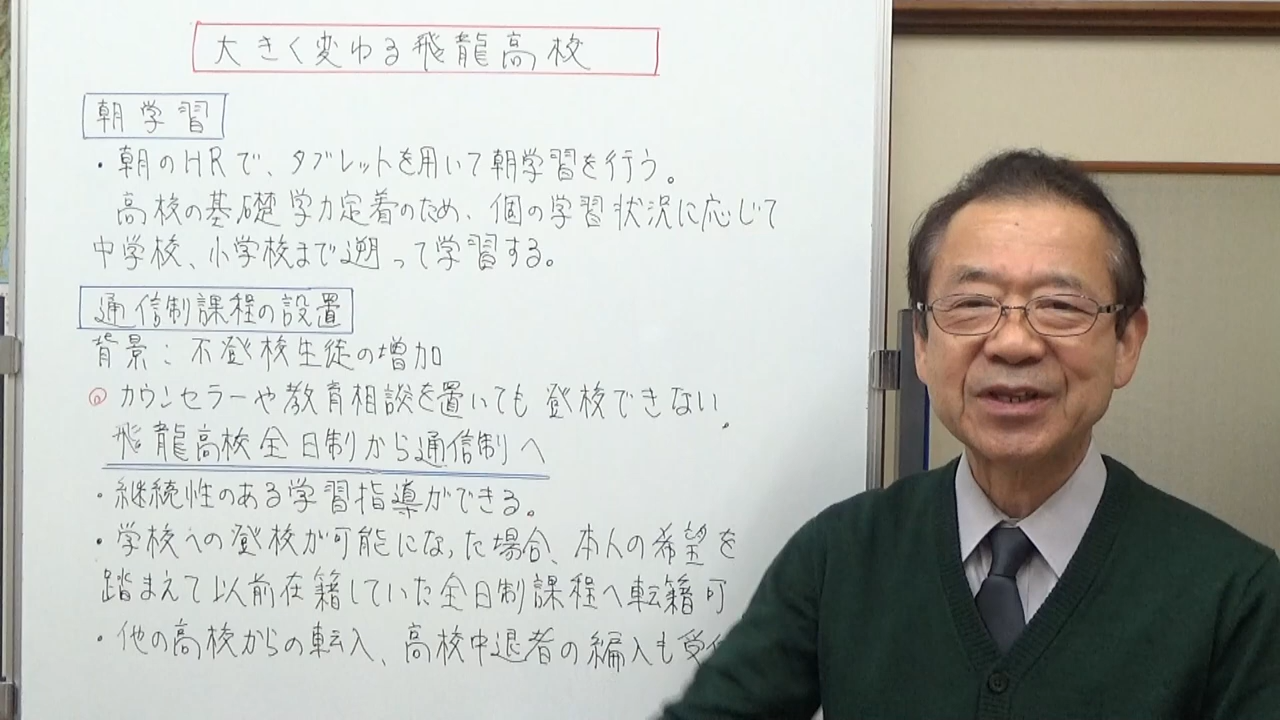 大きく変わる飛龍高校
朝学習
・朝のHRで、タブレットを用いて朝学習を行う。
高校の基礎学力定着のため、個の学習状況に応じて
中学校、小学校まで遡って学習する。
通信制課程の設置
背景：不登校生徒の増加
◎カウンセラーや教育相談を置いても登校できない
飛龍高校全日制から通信制へ
・継続性のある学習指導ができる。
・学校への登校が可能になった場合、本人の希望を
踏まえて以前在籍していた全日制課程へ転籍可
・他の高校からの転入、高校中退者の編入も受